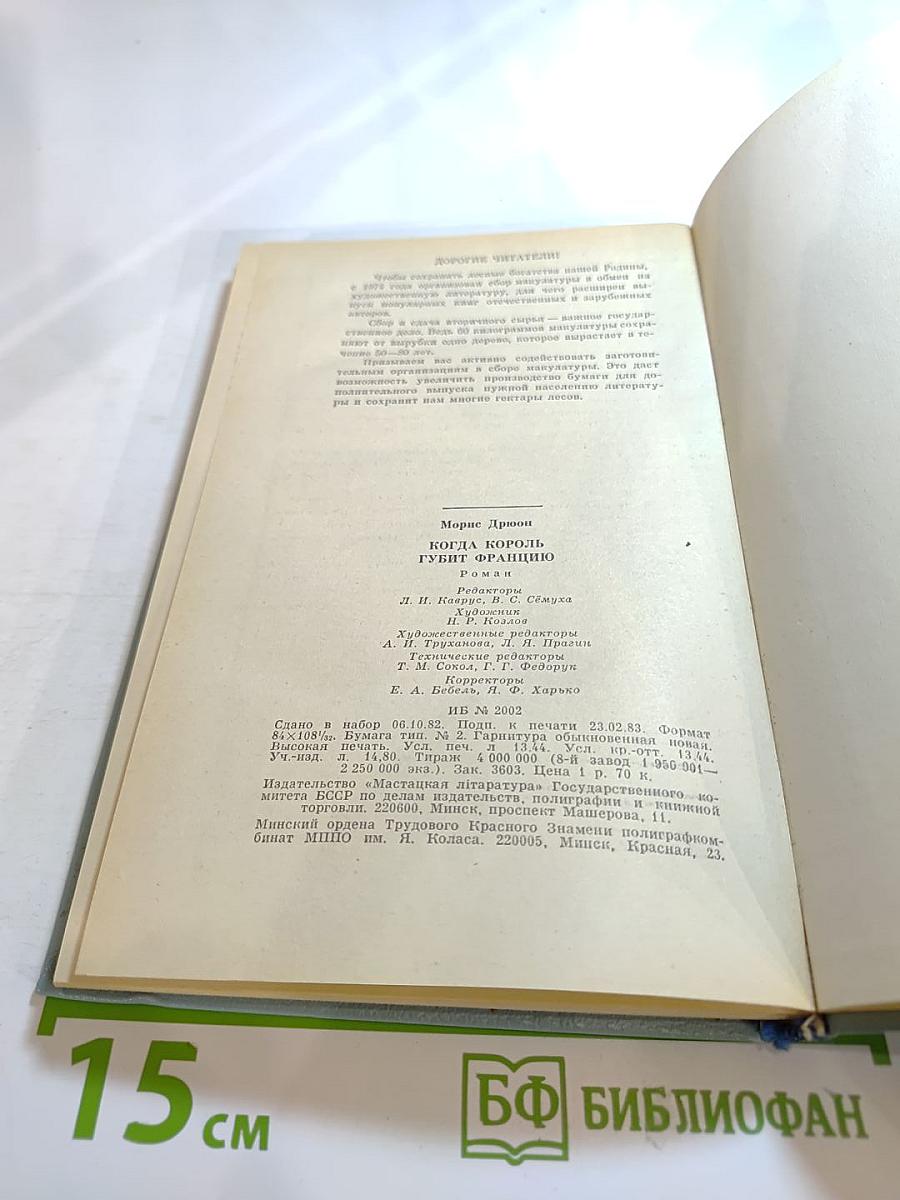 ДОРОГИЕ ЧИТАТЕЛИ!
Чтобы сохранить лесные богатства нашей Родины,
с 1974 года организован сбор макулатуры в обмен на
художественную литературу, для чего расширен вы-
пуск популярных книг отечественных и зарубежных
авторов.
Сбор и сдача вторичного сырья — важное государ-
ственное дело. Ведь 60 килограммов макулатуры сохра-
няют от вырубки одно дерево, которое вырастает в те-
чение 50—80 лет.
Призываем вас активно содействовать заготови-
тельным организациям в сборе макулатуры. Это даст
возможность увеличить производство бумаги для до-
полнительного выпуска нужной населению литерату-
ры и сохранит нам многие гектары лесов.
Морис Дрюон
КОГДА КОРОЛЬ
ГУБИТ ФРАНЦИЮ
Роман
Редакторы
Л. И. Каврус, В. С. Сёмуха
Художник
Н. Р. Козлов
Художественные редакторы
А. И. Труханова, Л. Я. Прагин
Технические редакторы
Т. М. Сокол, Г. Г. Федорук
Корректоры
Е. А. Бебель, Я. Ф. Харько
ИБ № 2002
Сдано в набор 06.10.82. Подп. к печати 23.02.83. Формат
84×108¹/₃₂. Бумага тип. № 2. Гарнитура обыкновенная новая.
Высокая печать. Усл. печ. л 13,44. Усл. кр.-отт. 13,44.
Уч.-изд. л. 14,80. Тираж 4 000 000 (8-й завод 1 950 001—
2 250 000 экз.). Зак. 3603. Цена 1 р. 70 к.
Издательство «Мастацкая літаратура» Государственного ко-
митета БССР по делам издательств, полиграфии и книжной
торговли. 220600, Минск, проспект Машерова, 11.
Минский ордена Трудового Красного Знамени полиграфком-
бинат МППО им. Я. Коласа. 220005, Минск, Красная, 23.
15 см
БФ БИБЛИОФАН